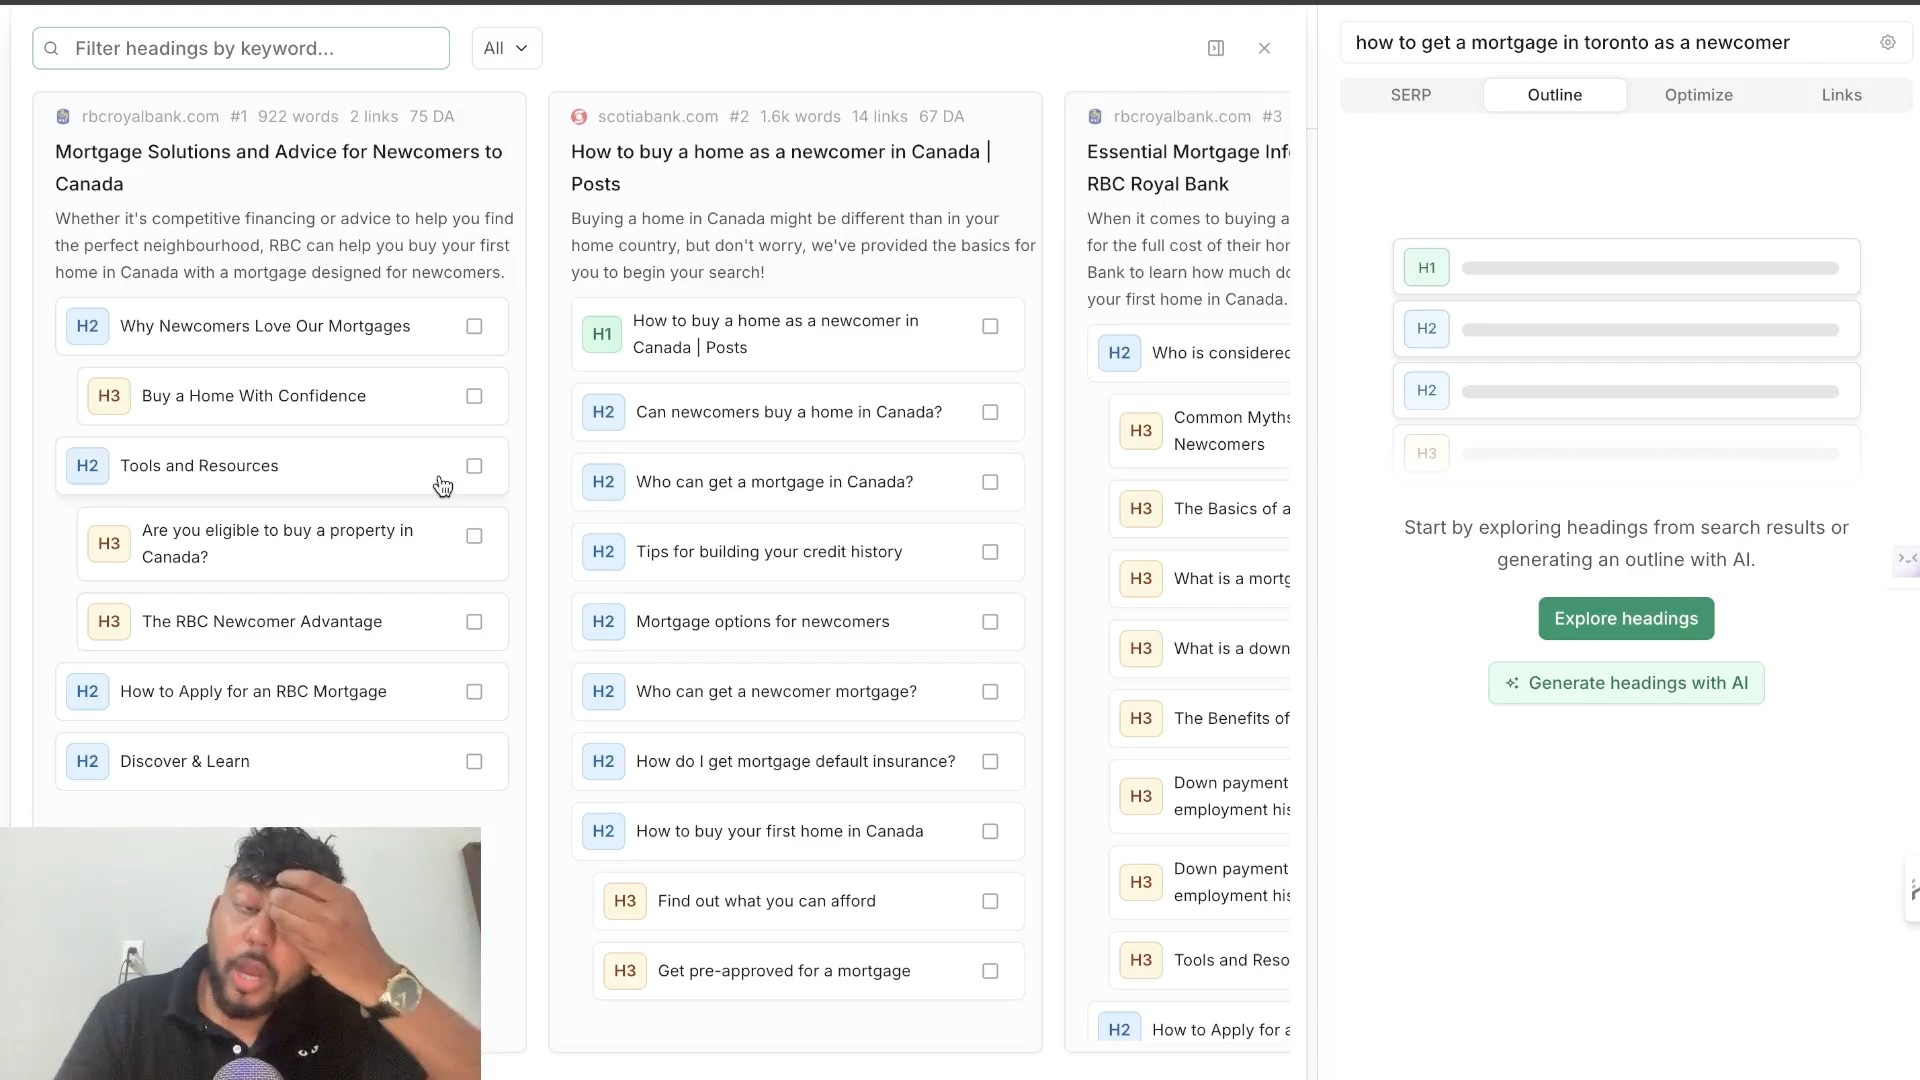 Filter headings by keyword...
All
rbcroyalbank.com #1 922 words 2 links 75 DA
Mortgage Solutions and Advice for Newcomers to
Canada
Whether it's competitive financing or advice to help you find
the perfect neighbourhood, RBC can help you buy your first
home in Canada with a mortgage designed for newcomers.
H2 Why Newcomers Love Our Mortgages
H3 Buy a Home With Confidence
H2 Tools and Resources
H3 Are you eligible to buy a property in
Canada?
H3 The RBC Newcomer Advantage
H2 How to Apply for an RBC Mortgage
H2 Discover & Learn
scotiabank.com #2 1.6k words 14 links 67 DA
How to buy a home as a newcomer in Canada |
Posts
Buying a home in Canada might be different than in your
home country, but don't worry, we've provided the basics for
you to begin your search!
H1 How to buy a home as a newcomer in
Canada | Posts
H2 Can newcomers buy a home in Canada?
H2 Who can get a mortgage in Canada?
H2 Tips for building your credit history
H2 Mortgage options for newcomers
H2 Who can get a newcomer mortgage?
H2 How do I get mortgage default insurance?
H2 How to buy your first home in Canada
H3 Find out what you can afford
H3 Get pre-approved for a mortgage
rbcroyalbank.com #3
Essential Mortgage Inf
RBC Royal Bank
When it comes to buying a
for the full cost of their hor
Bank to learn how much do
your first home in Canada.
H2 Who is considered
H3 Common Myths
Newcomers
H3 The Basics of a
H3 What is a mortg
H3 What is a down
H3 The Benefits of
H3 Down payment
employment his
H3 Down payment
employment his
H3 Tools and Reso
H2 How to Apply for a
how to get a mortgage in toronto as a newcomer
SERP
Outline
Optimize
Links
H1
H2
H2
H3
Start by exploring headings from search results or
generating an outline with AI.
Explore headings
Generate headings with AI